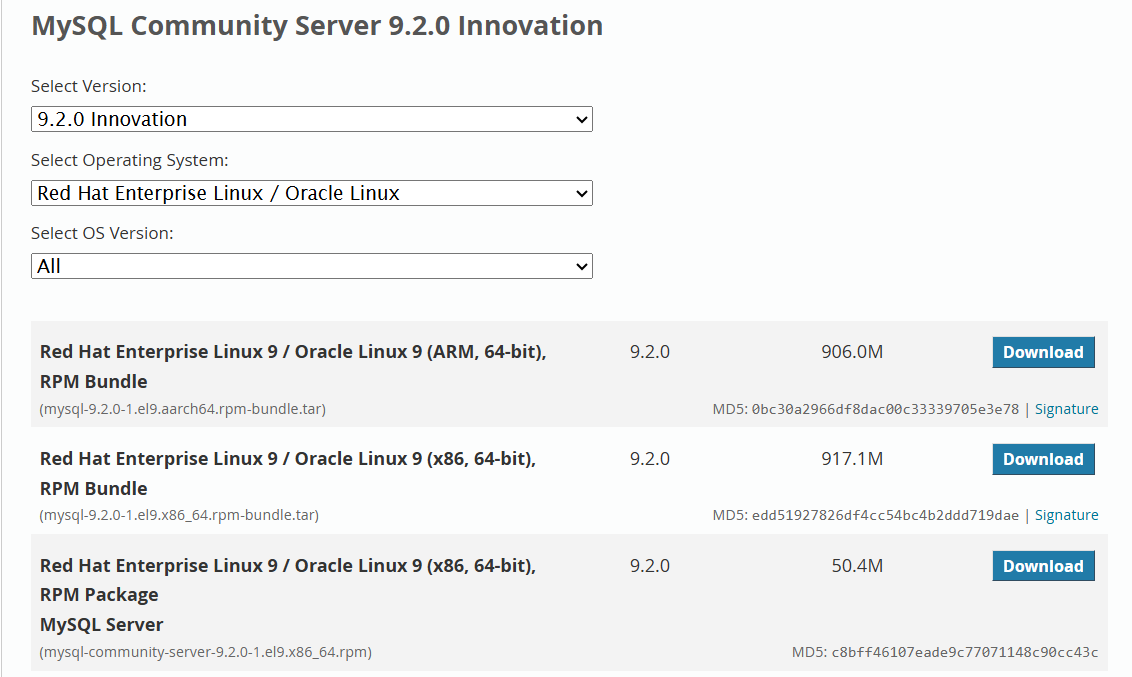 MySQL Community Server 9.2.0 Innovation
Select Version:
9.2.0 Innovation
Select Operating System:
Red Hat Enterprise Linux / Oracle Linux
Select OS Version:
All
Red Hat Enterprise Linux 9 / Oracle Linux 9 (ARM, 64-bit), 9.2.0 906.0M Download
RPM Bundle
(mysql-9.2.0-1.el9.aarch64.rpm-bundle.tar) MD5: 0bc30a2966df8dac00c33339705e3e78 | Signature
Red Hat Enterprise Linux 9 / Oracle Linux 9 (x86, 64-bit), 9.2.0 917.1M Download
RPM Bundle
(mysql-9.2.0-1.el9.x86_64.rpm-bundle.tar) MD5: edd51927826df4cc54bc4b2ddd719dae | Signature
Red Hat Enterprise Linux 9 / Oracle Linux 9 (x86, 64-bit), 9.2.0 50.4M Download
RPM Package
MySQL Server
(mysql-community-server-9.2.0-1.el9.x86_64.rpm) MD5: c8bff46107eade9c77071148c90cc43c